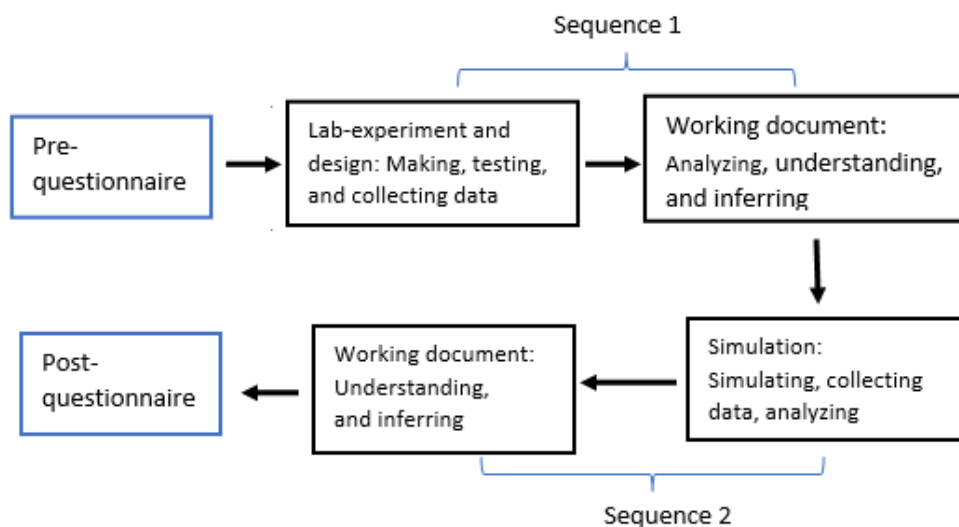 Sequence 1
Pre-
questionnaire
Lab-experiment and
design: Making, testing,
and collecting data
Working document:
Analyzing, understanding,
and inferring
Post-
questionnaire
Working document:
Understanding,
and inferring
Simulation:
Simulating, collecting
data, analyzing
Sequence 2